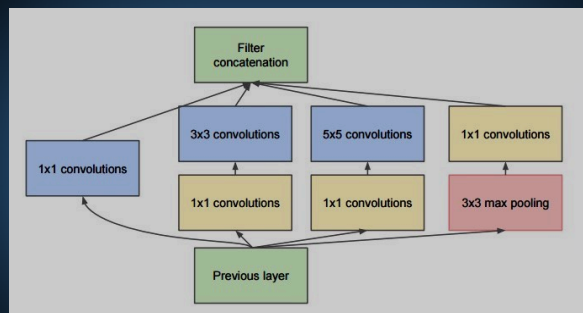 Filter
concatenation
3x3 convolutions
5x5 convolutions
1x1 convolutions
1x1 convolutions
1x1 convolutions
1x1 convolutions
3x3 max pooling
Previous layer